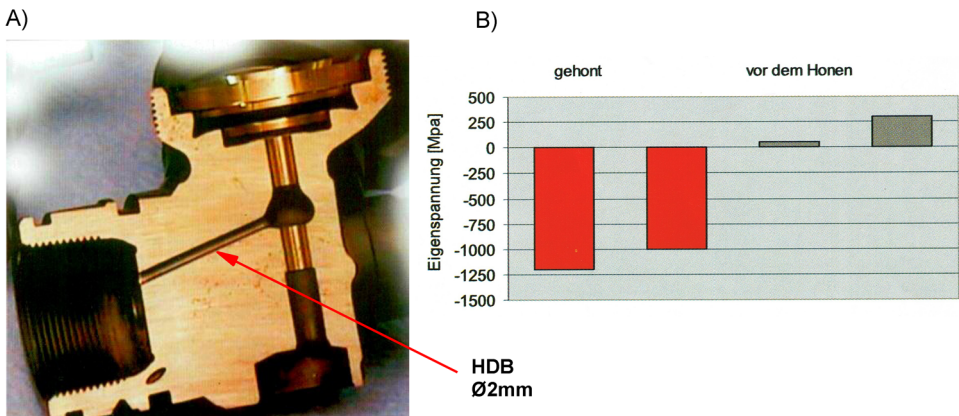 A)
B)
gehont
vor dem Honen
Eigenspannung [Mpa]
500
250
0
-250
-500
-750
-1000
-1250
-1500
HDB
Ø2mm